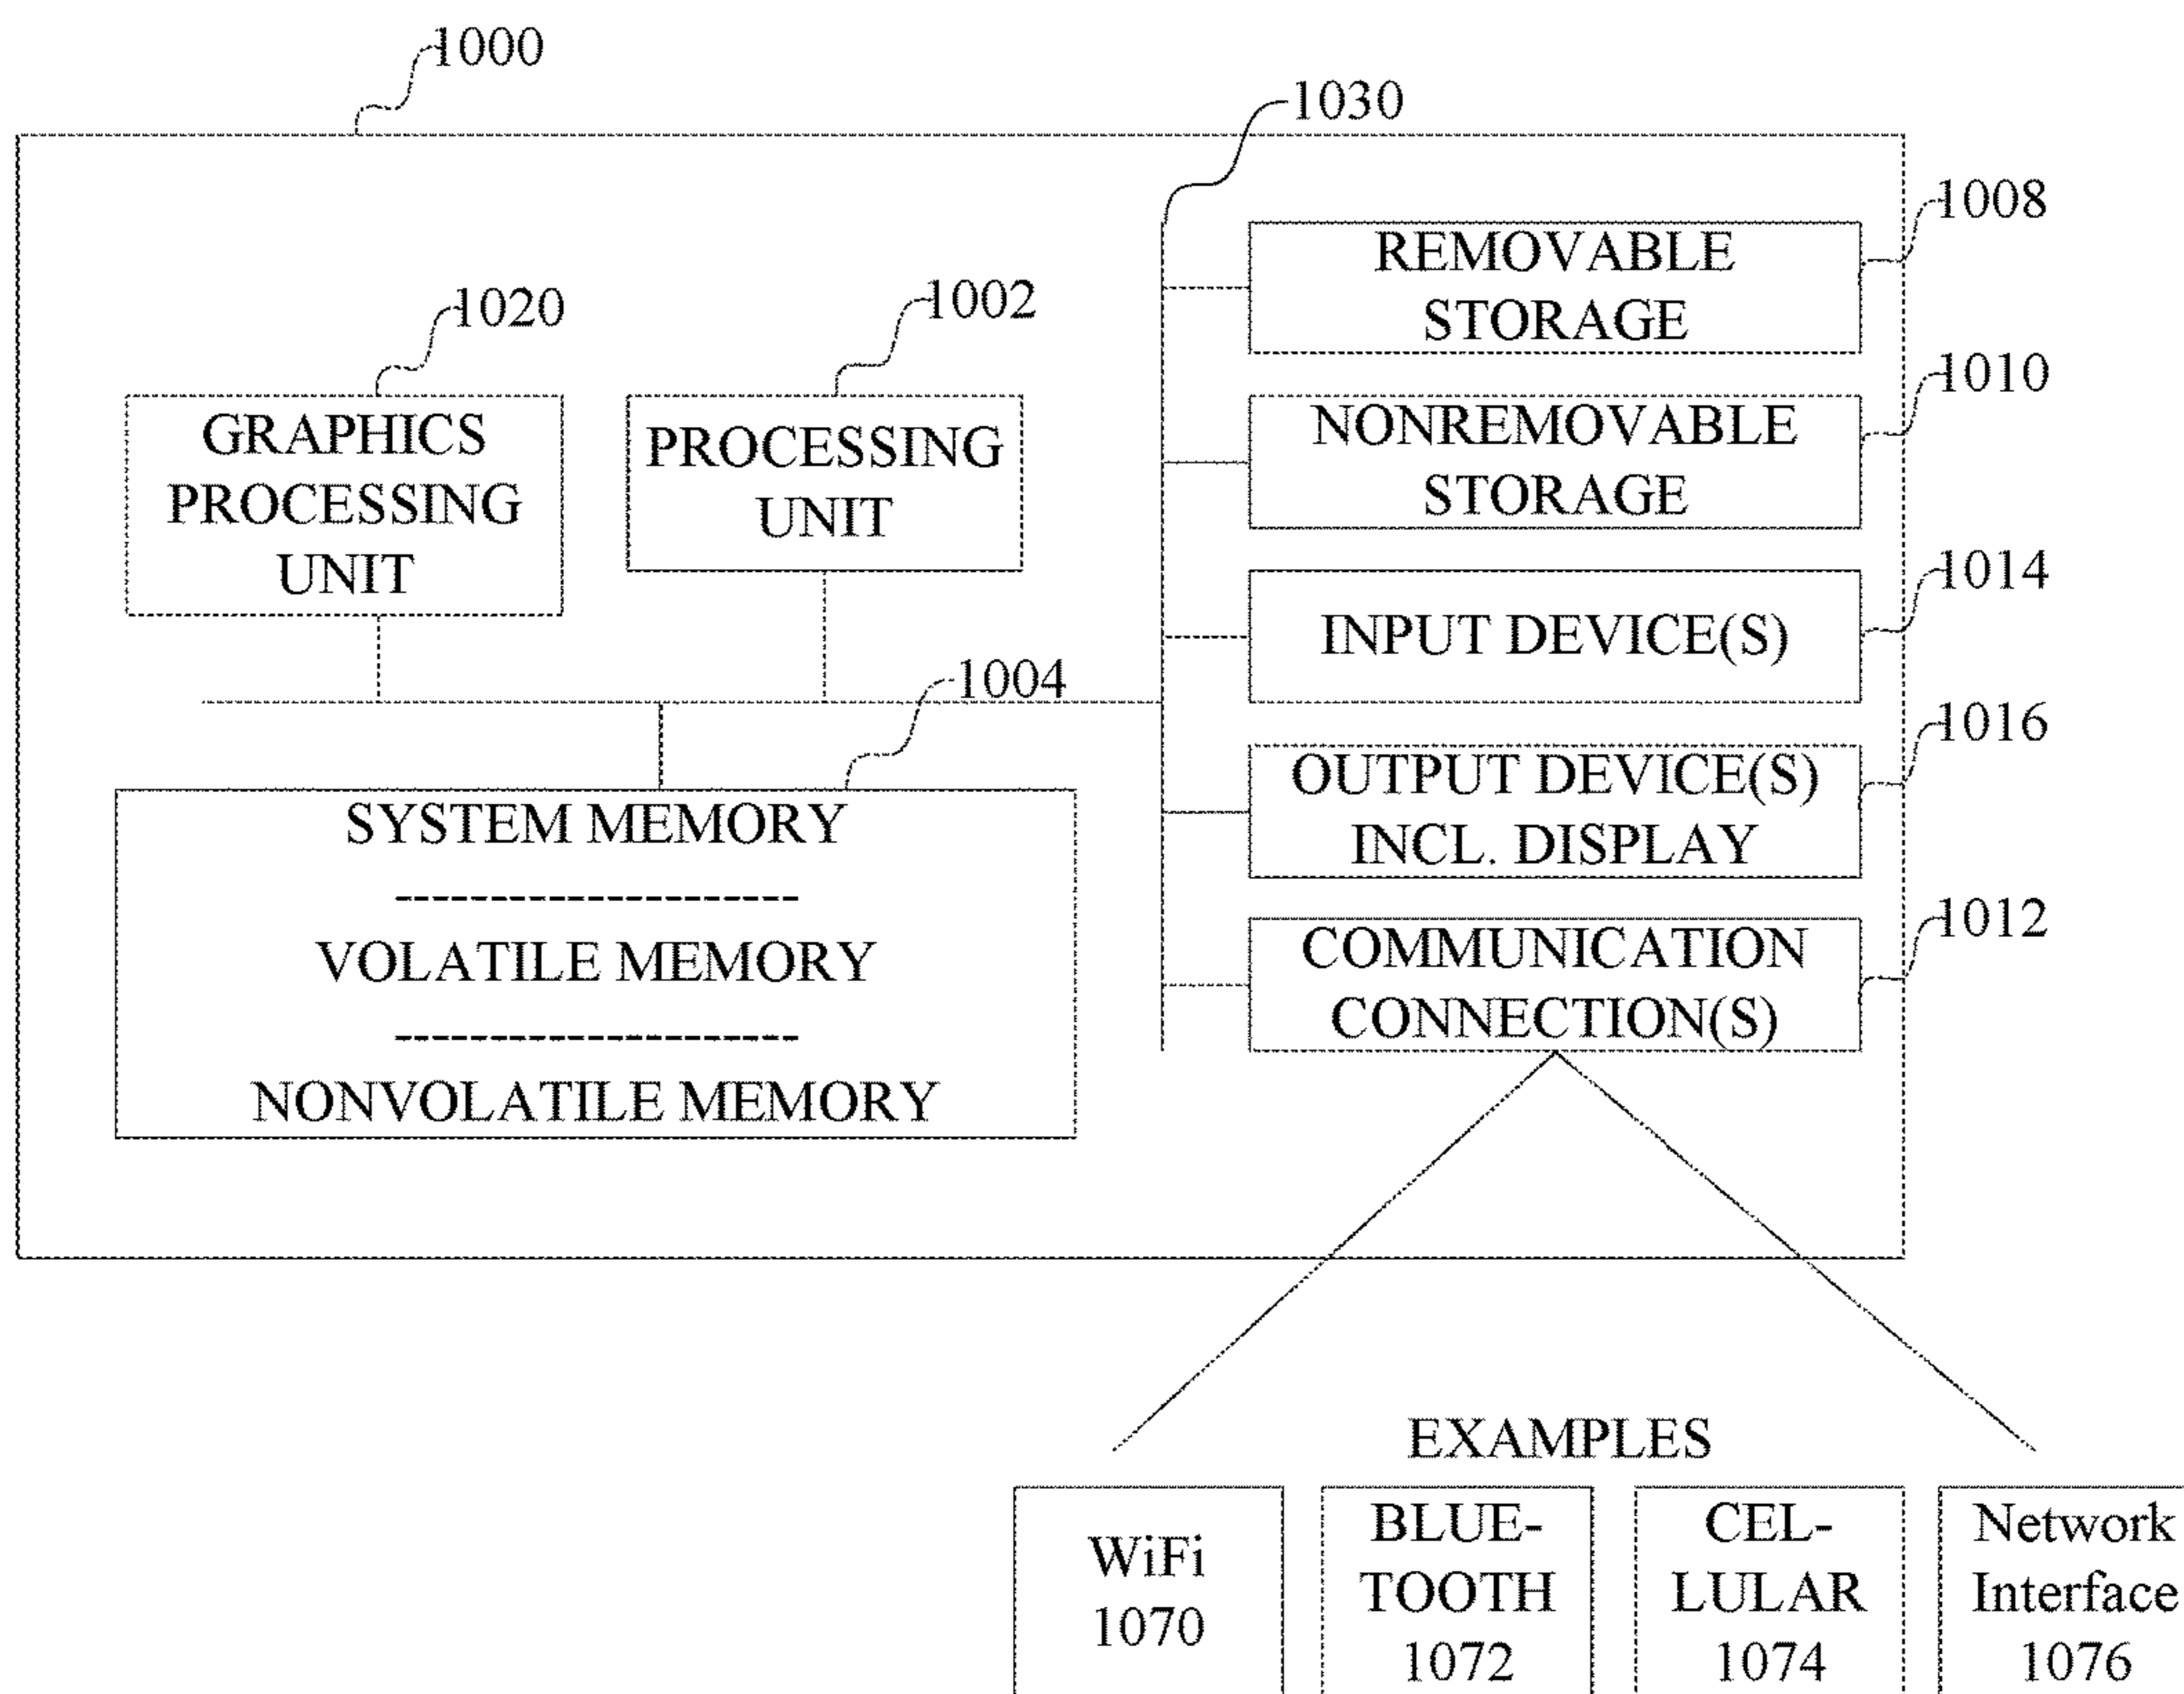 1000
1030
1008
REMOVABLE
STORAGE
1020
1002
1010
GRAPHICS
PROCESSING
UNIT
PROCESSING
UNIT
NONREMOVABLE
STORAGE
1014
INPUT DEVICE(S)
1004
1016
SYSTEM MEMORY
VOLATILE MEMORY
NONVOLATILE MEMORY
OUTPUT DEVICE(S)
INCL. DISPLAY
1012
COMMUNICATION
CONNECTION(S)
EXAMPLES
WiFi
1070
BLUE-
TOOTH
1072
CEL-
LULAR
1074
Network
Interface
1076